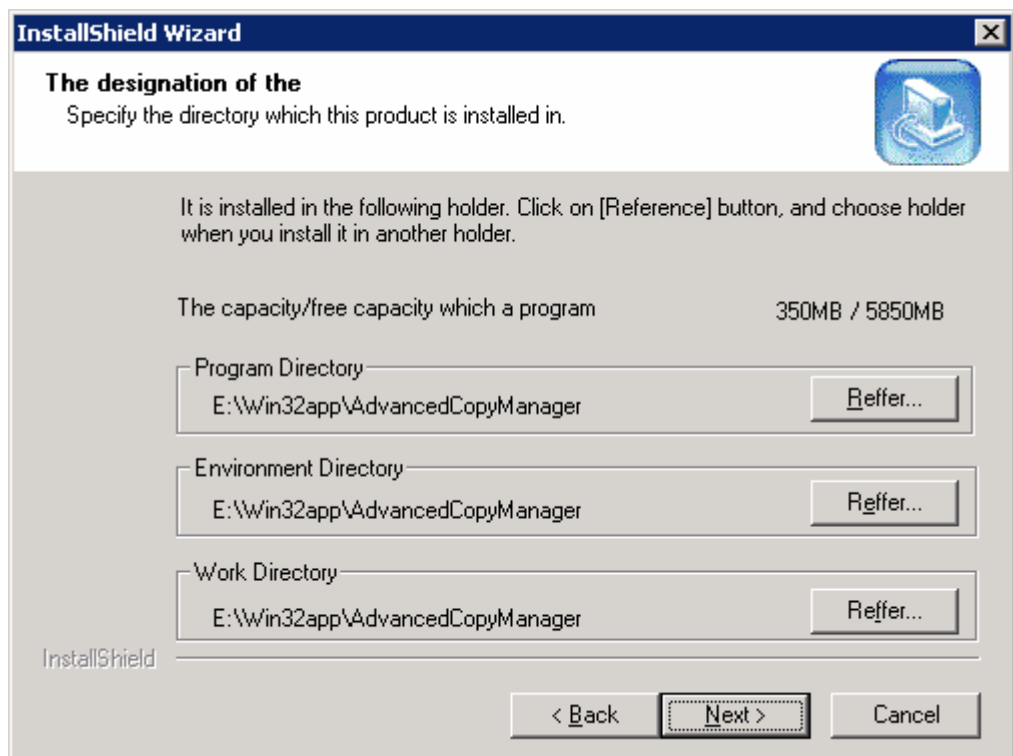 InstallShield Wizard
The designation of the
Specify the directory which this product is installed in.
It is installed in the following holder. Click on [Reference] button, and choose holder
when you install it in another holder.
The capacity/free capacity which a program 350MB / 5850MB
Program Directory
E:\Win32app\AdvancedCopyManager Reffer...
Environment Directory
E:\Win32app\AdvancedCopyManager Reffer...
Work Directory
E:\Win32app\AdvancedCopyManager Reffer...
InstallShield
< Back Next > Cancel